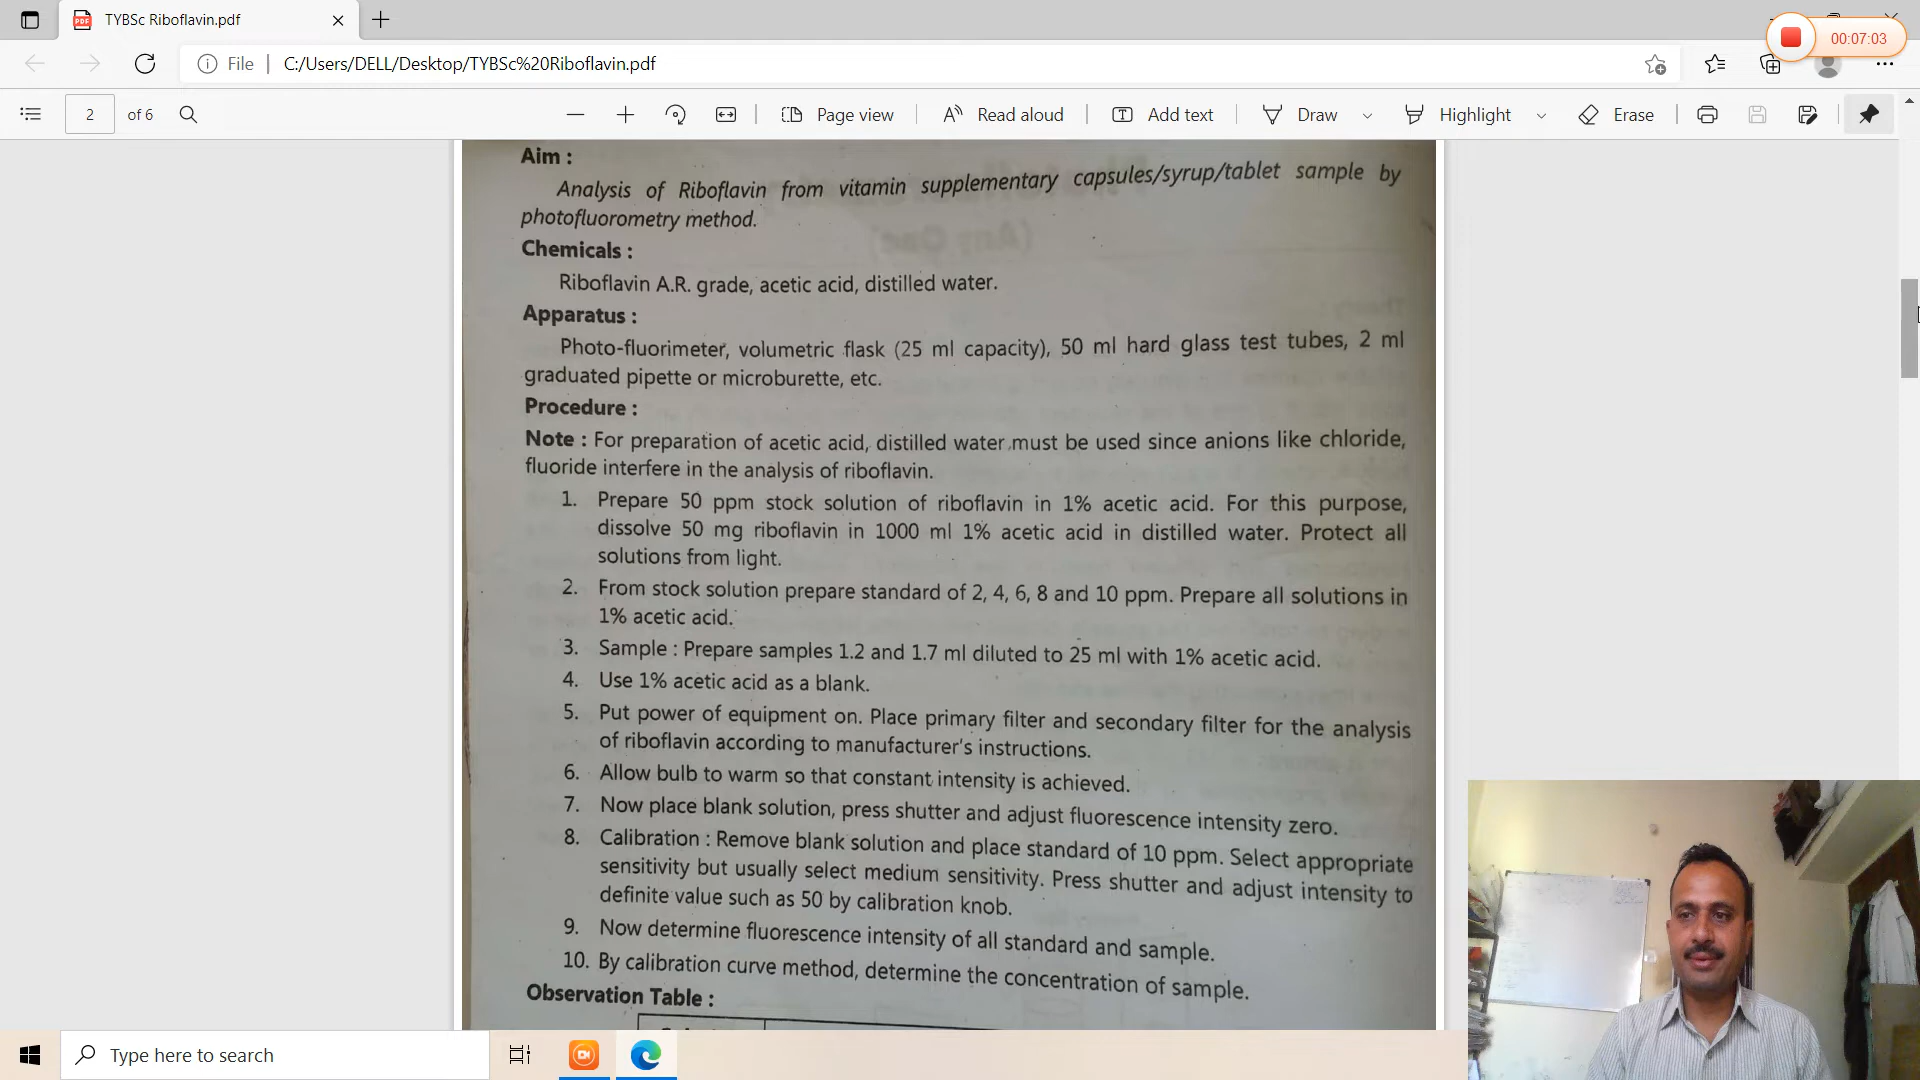 TYBSc Riboflavin.pdf
00:07:03
File
C:/Users/DELL/Desktop/TYBSc%20Riboflavin.pdf
2 of 6
Page view
Read aloud
Add text
Draw
Highlight
Erase
Aim :
Analysis of Riboflavin from vitamin supplementary capsules/syrup/tablet sample by
photofluorometry method.
Chemicals :
Riboflavin A.R. grade, acetic acid, distilled water.
Apparatus :
Photo-fluorimeter, volumetric flask (25 ml capacity), 50 ml hard glass test tubes, 2 ml
graduated pipette or microburette, etc.
Procedure :
Note : For preparation of acetic acid, distilled water must be used since anions like chloride,
fluoride interfere in the analysis of riboflavin.
1. Prepare 50 ppm stock solution of riboflavin in 1% acetic acid. For this purpose,
dissolve 50 mg riboflavin in 1000 ml 1% acetic acid in distilled water. Protect all
solutions from light.
2. From stock solution prepare standard of 2, 4, 6, 8 and 10 ppm. Prepare all solutions in
1% acetic acid.
3. Sample : Prepare samples 1.2 and 1.7 ml diluted to 25 ml with 1% acetic acid.
4. Use 1% acetic acid as a blank.
5. Put power of equipment on. Place primary filter and secondary filter for the analysis
of riboflavin according to manufacturer's instructions.
6. Allow bulb to warm so that constant intensity is achieved.
7. Now place blank solution, press shutter and adjust fluorescence intensity zero.
8. Calibration : Remove blank solution and place standard of 10 ppm. Select appropriate
sensitivity but usually select medium sensitivity. Press shutter and adjust intensity to
definite value such as 50 by calibration knob.
9. Now determine fluorescence intensity of all standard and sample.
10. By calibration curve method, determine the concentration of sample.
Observation Table :
Type here to search